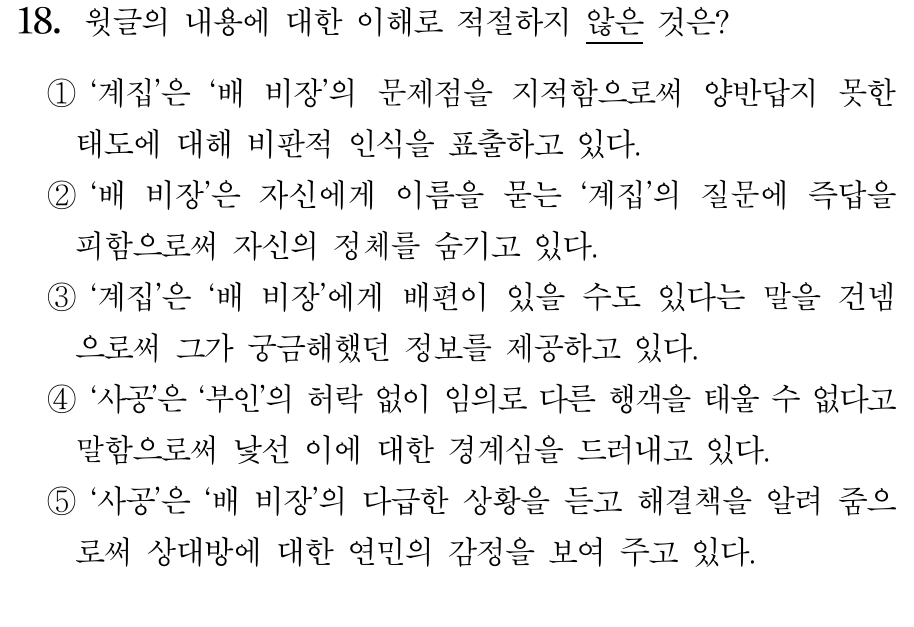 18. 윗글의 내용에 대한 이해로 적절하지 않은 것은?
① ‘계집’은 ‘배 비장’의 문제점을 지적함으로써 양반답지 못한
태도에 대해 비판적 인식을 표출하고 있다.
② ‘배 비장’은 자신에게 이름을 묻는 ‘계집’의 질문에 즉답을
피함으로써 자신의 정체를 숨기고 있다.
③ ‘계집’은 ‘배 비장’에게 배편이 있을 수도 있다는 말을 건넴
으로써 그가 궁금해했던 정보를 제공하고 있다.
④ ‘사공’은 ‘부인’의 허락 없이 임의로 다른 행객을 태울 수 없다고
말함으로써 낯선 이에 대한 경계심을 드러내고 있다.
⑤ ‘사공’은 ‘배 비장’의 다급한 상황을 듣고 해결책을 알려 줌으
로써 상대방에 대한 연민의 감정을 보여 주고 있다.